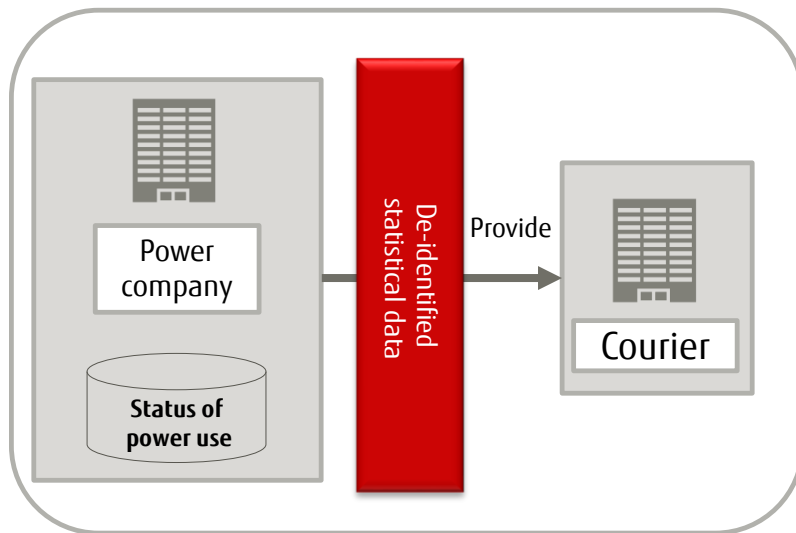 Power
company
Status of
power use
De-identified
statistical data
Provide
Courier